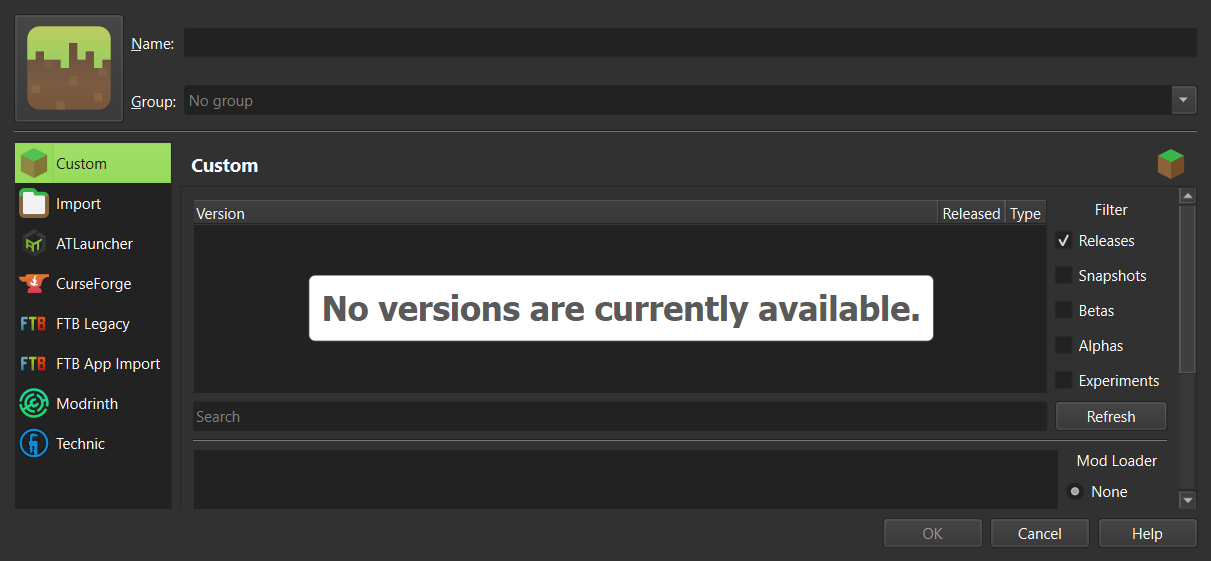 Name:
Group: No group
Custom
Import
ATLauncher
CurseForge
FTB FTB Legacy
FTB FTB App Import
Modrinth
Technic
Custom
Version Released Type
No versions are currently available.
Search
Filter
Releases
Snapshots
Betas
Alphas
Experiments
Refresh
Mod Loader
None
OK Cancel Help